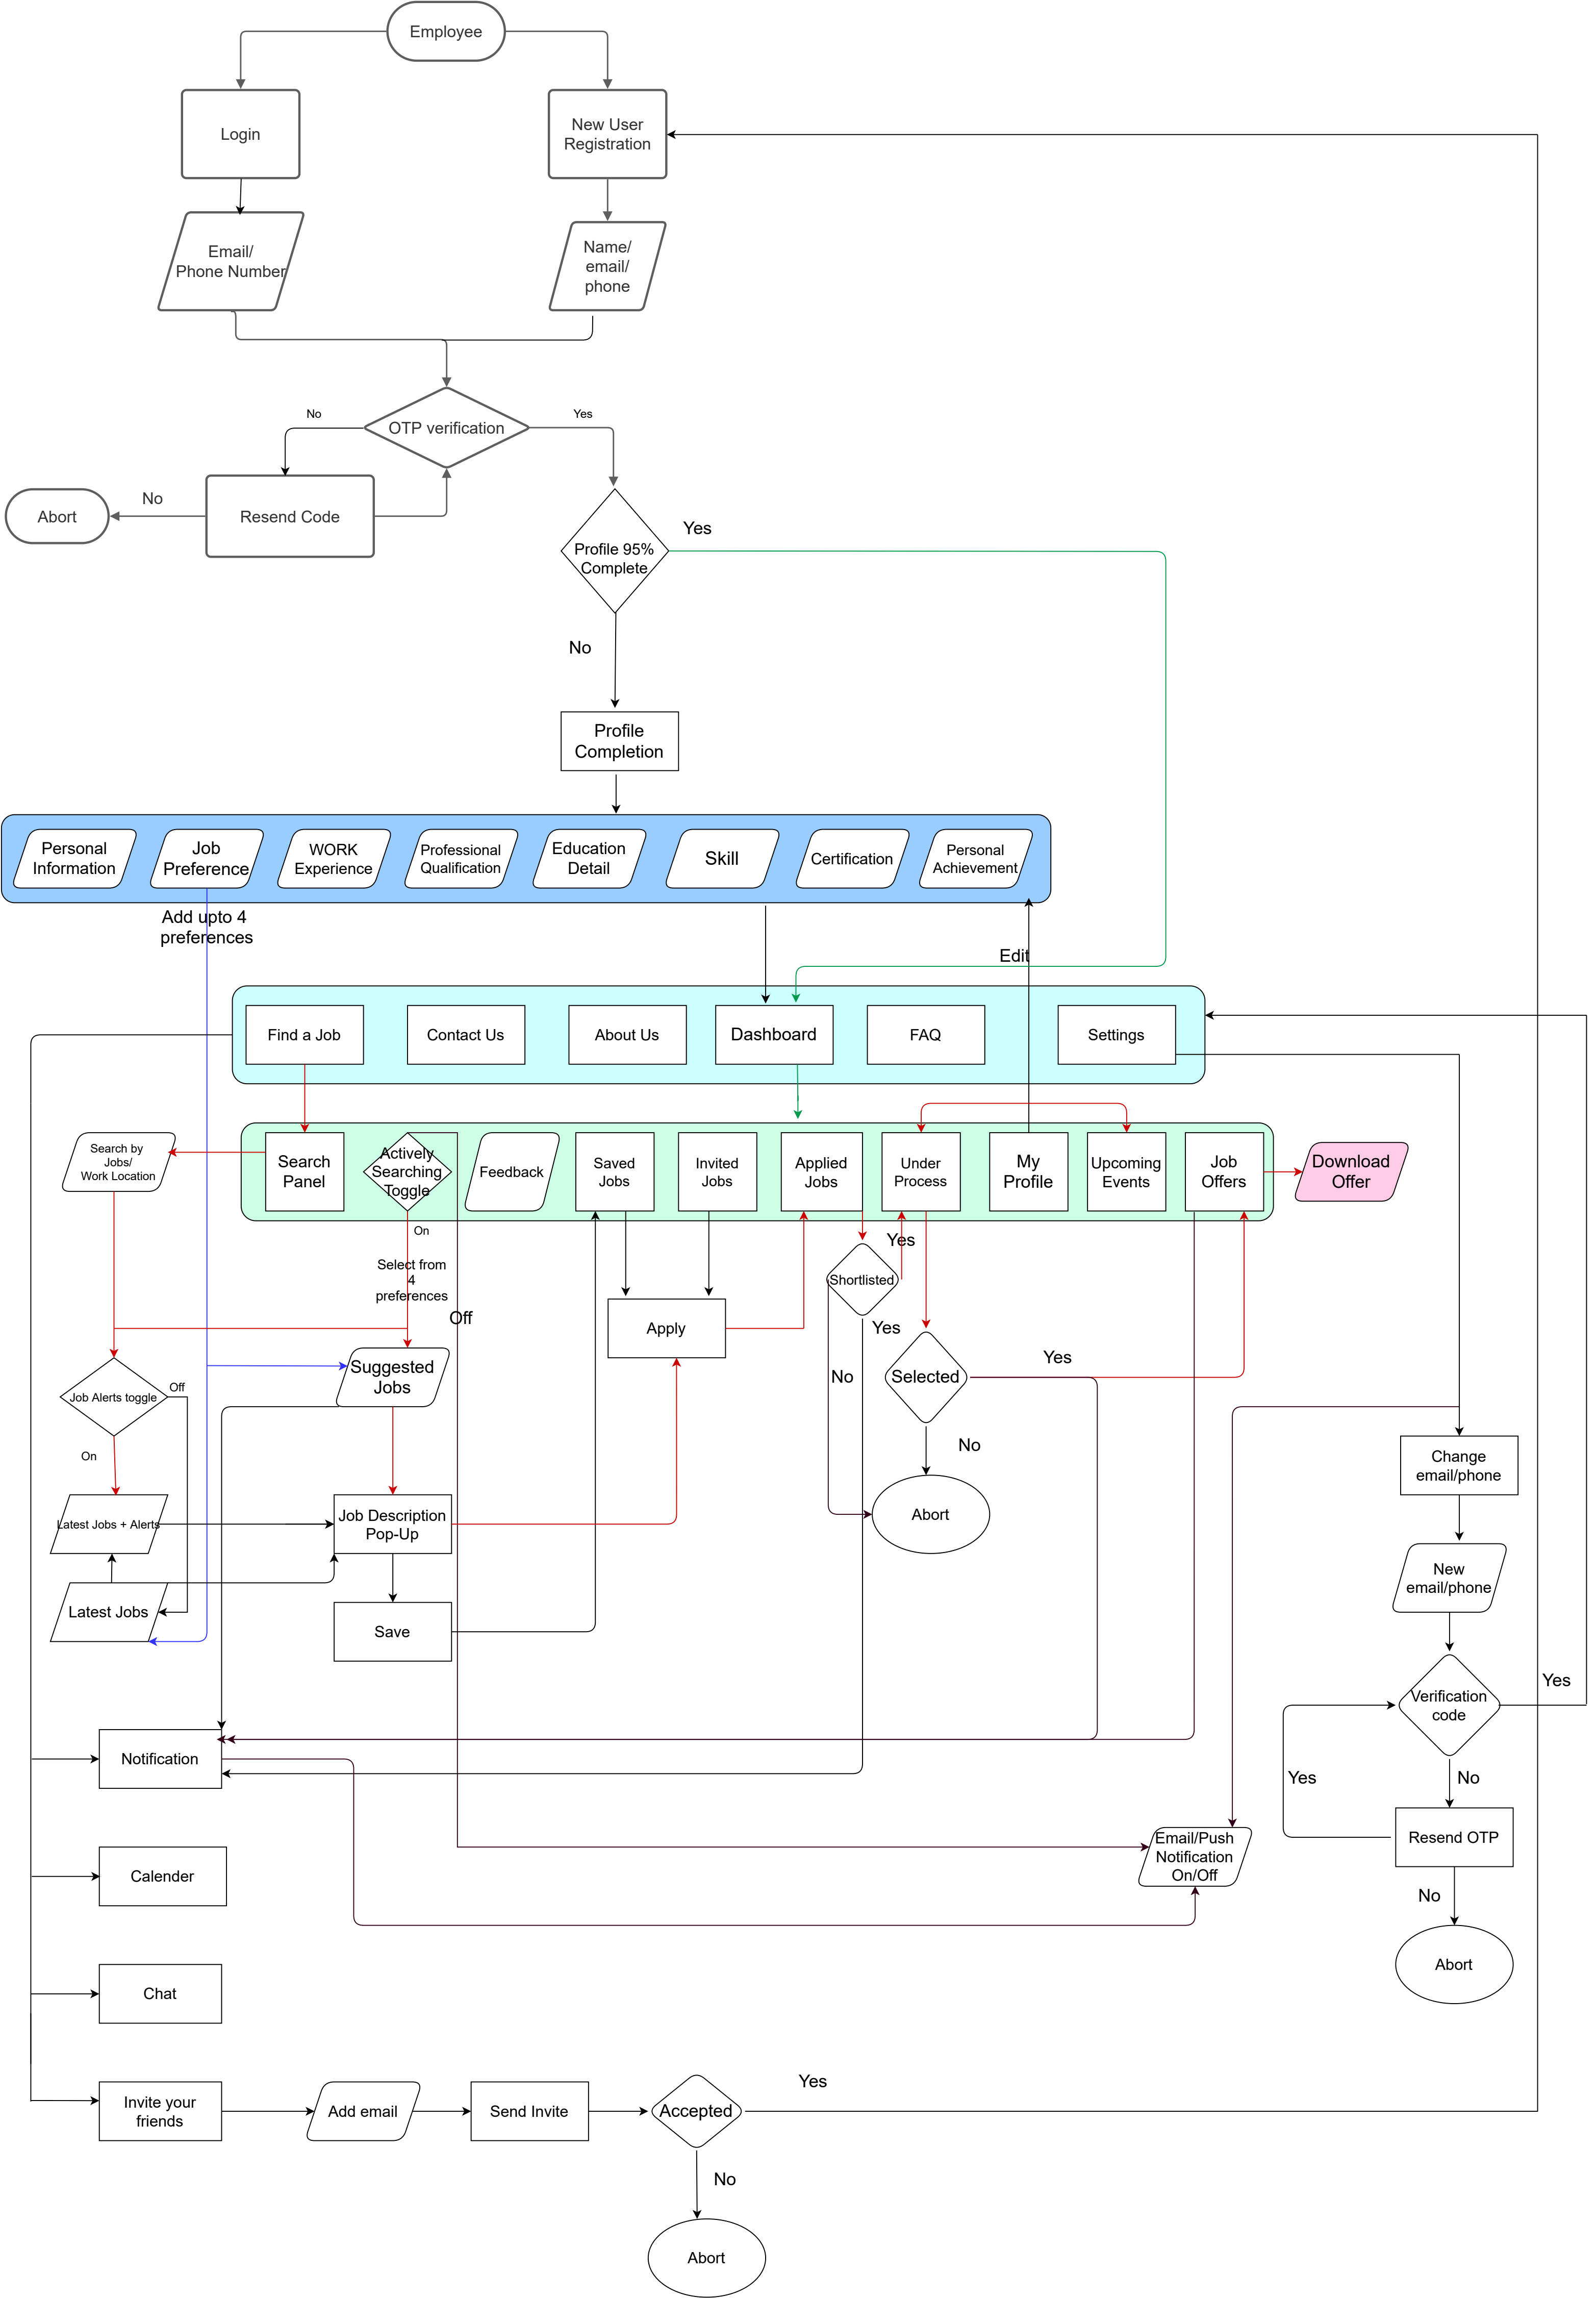 Employee
Login
New User
Registration
Email/
Phone Number
Name/
email/
phone
No
OTP verification
Yes
Abort
No
Resend Code
Yes
Profile 95%
Complete
No
Profile
Completion
Personal
Information
Job
Preference
WORK
Experience
Professional
Qualification
Education
Detail
Skill
Certification
Personal
Achievement
Add upto 4
preferences
Edit
Find a Job
Contact Us
About Us
Dashboard
FAQ
Settings
Search by
Jobs/
Work Location
Search
Panel
Actively
Searching
Toggle
Feedback
Saved
Jobs
Invited
Jobs
Applied
Jobs
Under
Process
My
Profile
Upcoming
Events
Job
Offers
Download
Offer
On
Yes
Select from
4
preferences
Shortlisted
Off
Apply
Yes
Yes
Suggested
Jobs
No
Selected
Job Alerts toggle
Off
On
No
Change
email/phone
Latest Jobs + Alerts
Job Description
Pop-Up
Abort
New
email/phone
Latest Jobs
Save
Verification
code
Yes
Notification
Yes
No
Email/Push
Notification
On/Off
Resend OTP
Calender
No
Abort
Chat
Invite your
friends
Add email
Send Invite
Accepted
Yes
No
Abort